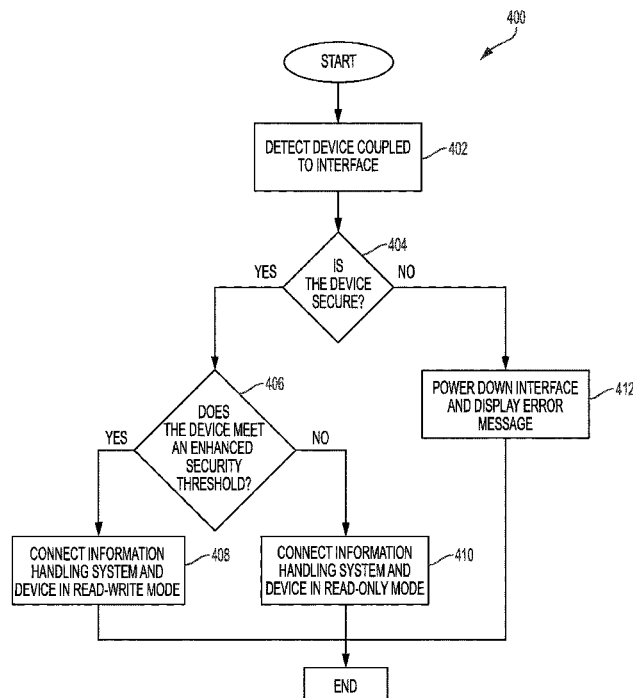 400
START
DETECT DEVICE COUPLED
TO INTERFACE
402
404
IS
THE DEVICE
SECURE?
YES
NO
406
DOES
THE DEVICE MEET
AN ENHANCED
SECURITY
THRESHOLD?
YES
NO
POWER DOWN INTERFACE
AND DISPLAY ERROR
MESSAGE
412
CONNECT INFORMATION
HANDLING SYSTEM AND
DEVICE IN READ-WRITE MODE
408
CONNECT INFORMATION
HANDLING SYSTEM AND
DEVICE IN READ-ONLY MODE
410
END